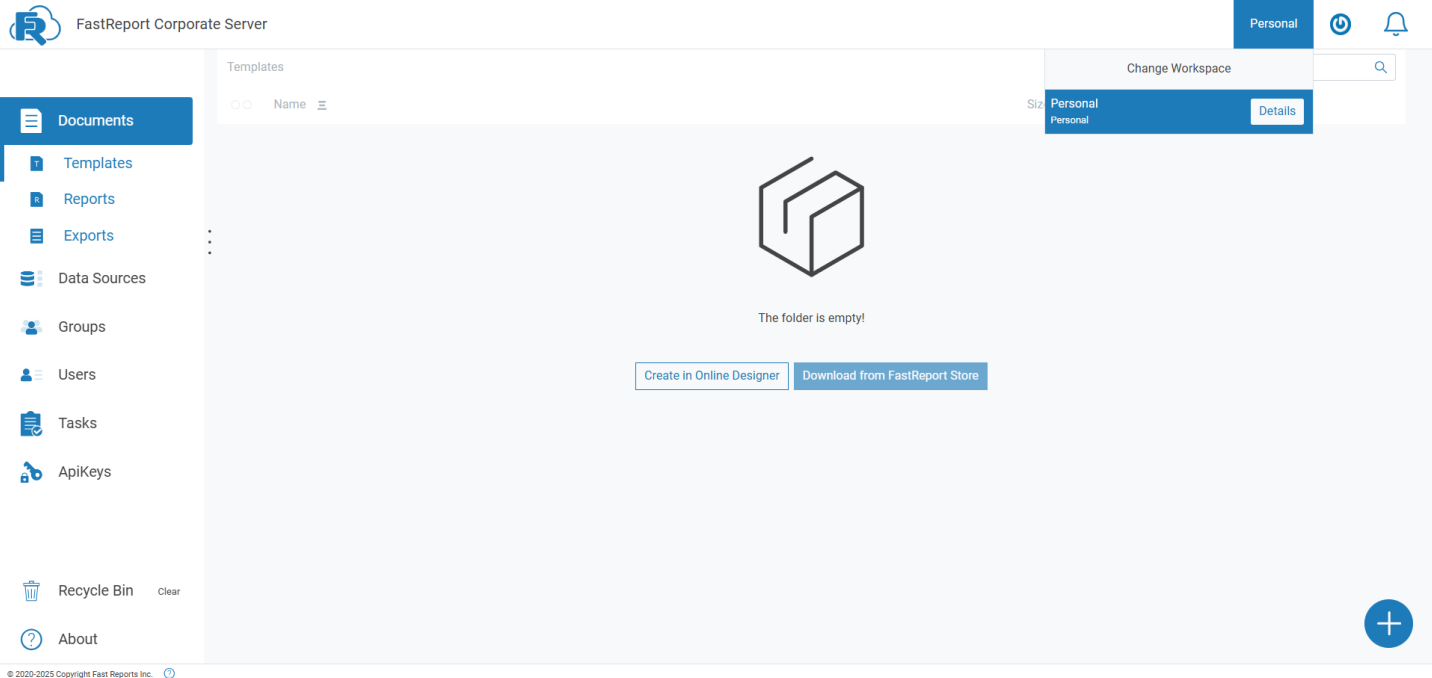 FastReport Corporate Server
Personal
Templates
Change Workspace
Name
Personal
Personal
Details
Documents
Templates
Reports
Exports
Data Sources
Groups
Users
Tasks
ApiKeys
The folder is empty!
Create in Online Designer
Download from FastReport Store
Recycle Bin
Clear
About
© 2020-2025 Copyright Fast Reports Inc.